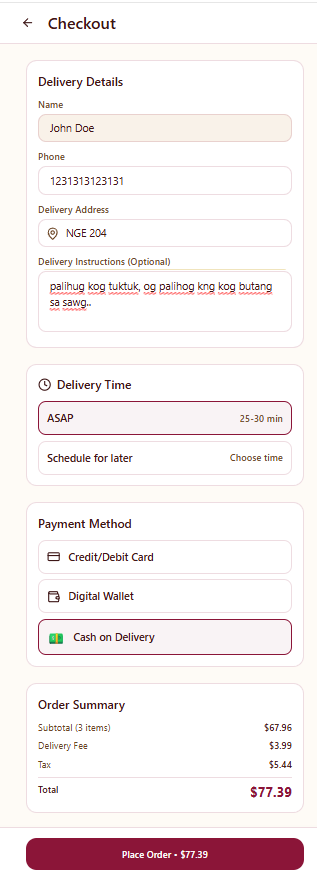 Checkout
Delivery Details
Name
John Doe
Phone
1231313123131
Delivery Address
NGE 204
Delivery Instructions (Optional)
palihug kog tuktuk, og palihog kng kog butang
sa sawg..
Delivery Time
ASAP 25-30 min
Schedule for later Choose time
Payment Method
Credit/Debit Card
Digital Wallet
Cash on Delivery
Order Summary
Subtotal (3 items) $67.96
Delivery Fee $3.99
Tax $5.44
Total $77.39
Place Order • $77.39